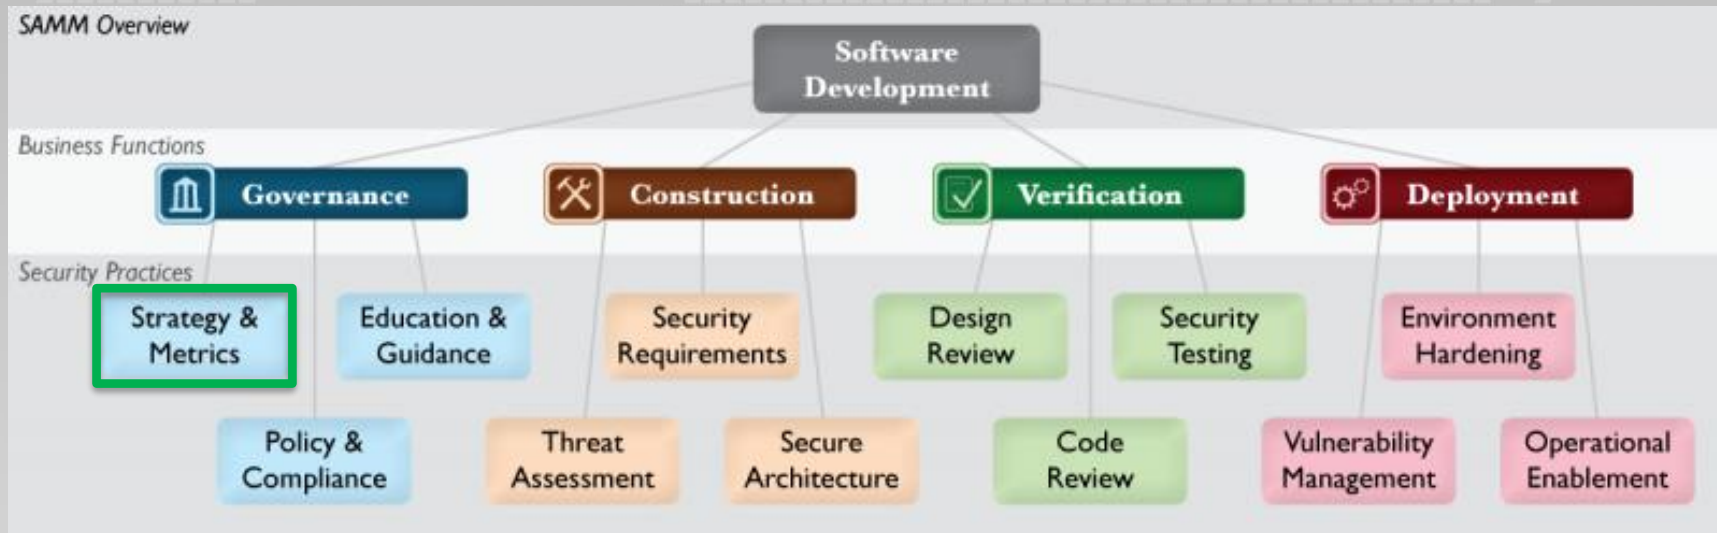 SAMM Overview
Software
Development
Business Functions
Governance
Construction
Verification
Deployment
Security Practices
Strategy &
Metrics
Education &
Guidance
Security
Requirements
Design
Review
Security
Testing
Environment
Hardening
Policy &
Compliance
Threat
Assessment
Secure
Architecture
Code
Review
Vulnerability
Management
Operational
Enablement